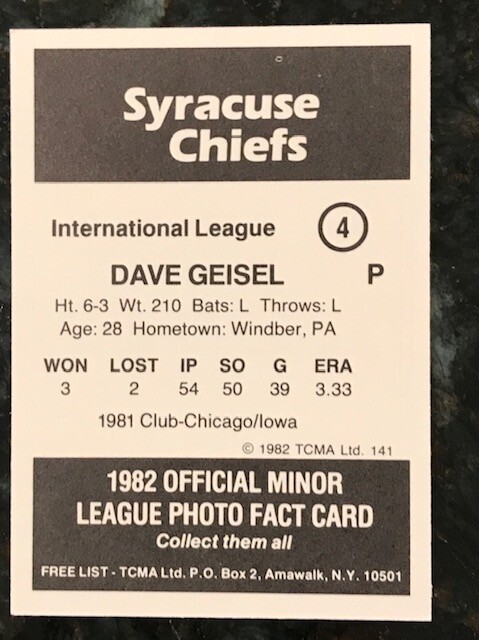 Syracuse
Chiefs
International League 4
DAVE GEISEL P
Ht. 6-3 Wt. 210 Bats: L Throws: L
Age: 28 Hometown: Windber, PA
WON LOST IP SO G ERA
3 2 54 50 39 3.33
1981 Club-Chicago/Iowa
© 1982 TCMA Ltd. 141
1982 OFFICIAL MINOR
LEAGUE PHOTO FACT CARD
Collect them all
FREE LIST - TCMA Ltd. P.O. Box 2, Amawalk, N.Y. 10501